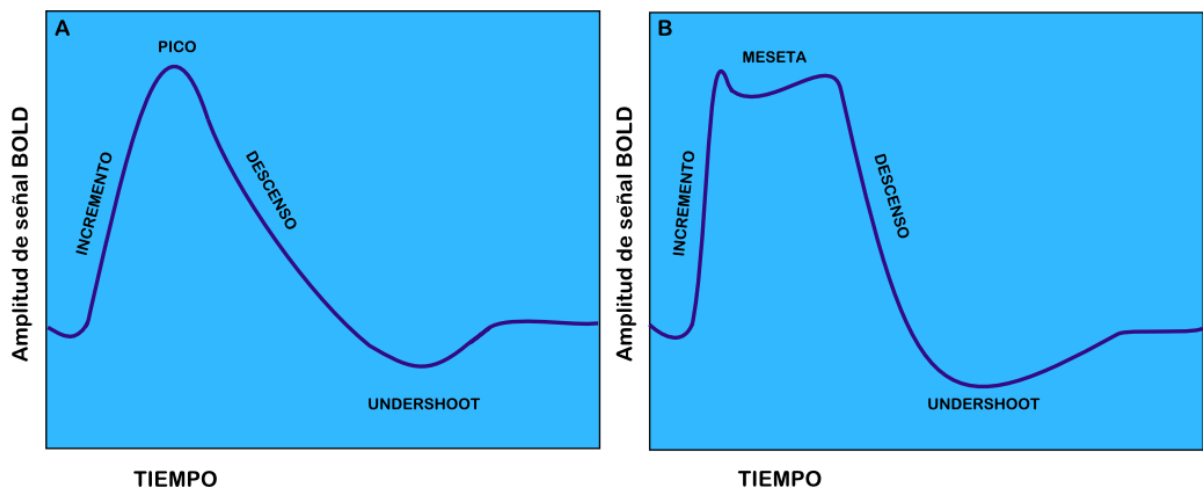 A
PICO
INCREMENTO
DESCENSO
UNDERSHOOT
Amplitud de señal BOLD
TIEMPO
B
MESETA
INCREMENTO
DESCENSO
UNDERSHOOT
Amplitud de señal BOLD
TIEMPO